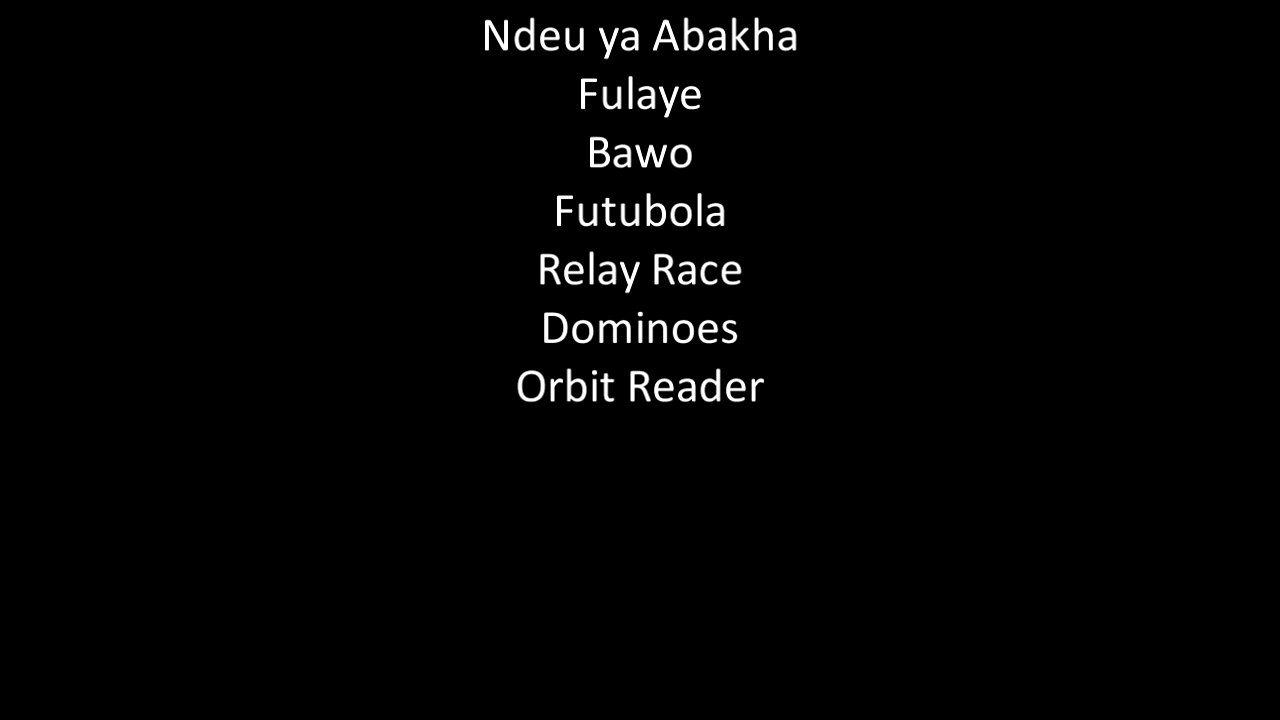 Ndeu ya Abakha
Fulaye
Bawo
Futubola
Relay Race
Dominoes
Orbit Reader